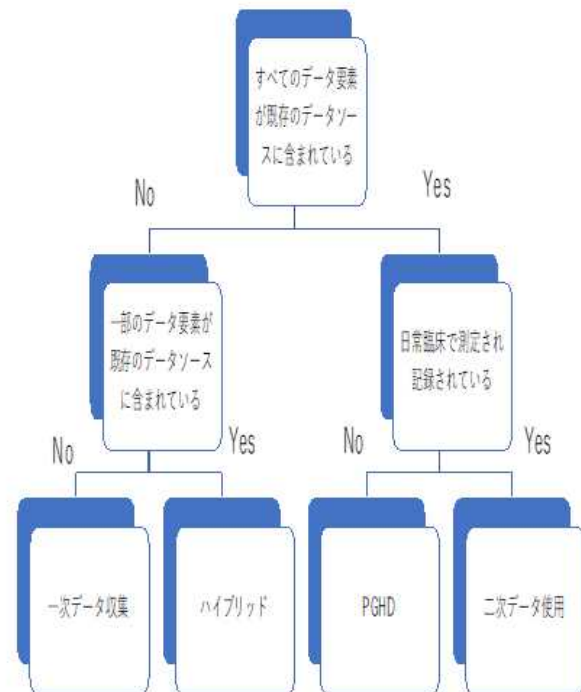 すべてのデータ要素
が既存のデータソー
スに含まれている
No
Yes
一部のデータ要素が
既存のデータソース
に含まれている
日常臨床で測定され
記録されている
No
Yes
No
Yes
一次データ収集
ハイブリッド
PGHD
二次データ使用